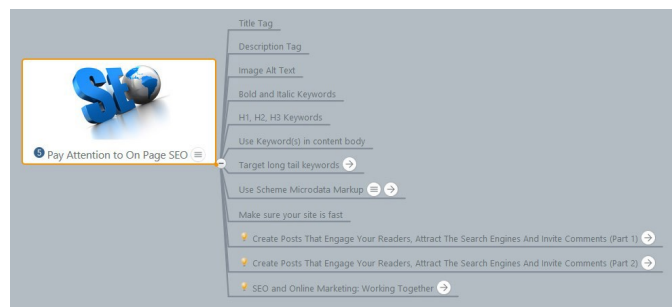 SEO
5 Pay Attention to On Page SEO
Title Tag
Description Tag
Image Alt Text
Bold and Italic Keywords
H1, H2, H3 Keywords
Use Keyword(s) in content body
Target long tail keywords
Use Scheme Microdata Markup
Make sure your site is fast
Create Posts That Engage Your Readers, Attract The Search Engines And Invite Comments (Part 1)
Create Posts That Engage Your Readers, Attract The Search Engines And Invite Comments (Part 2)
SEO and Online Marketing: Working Together